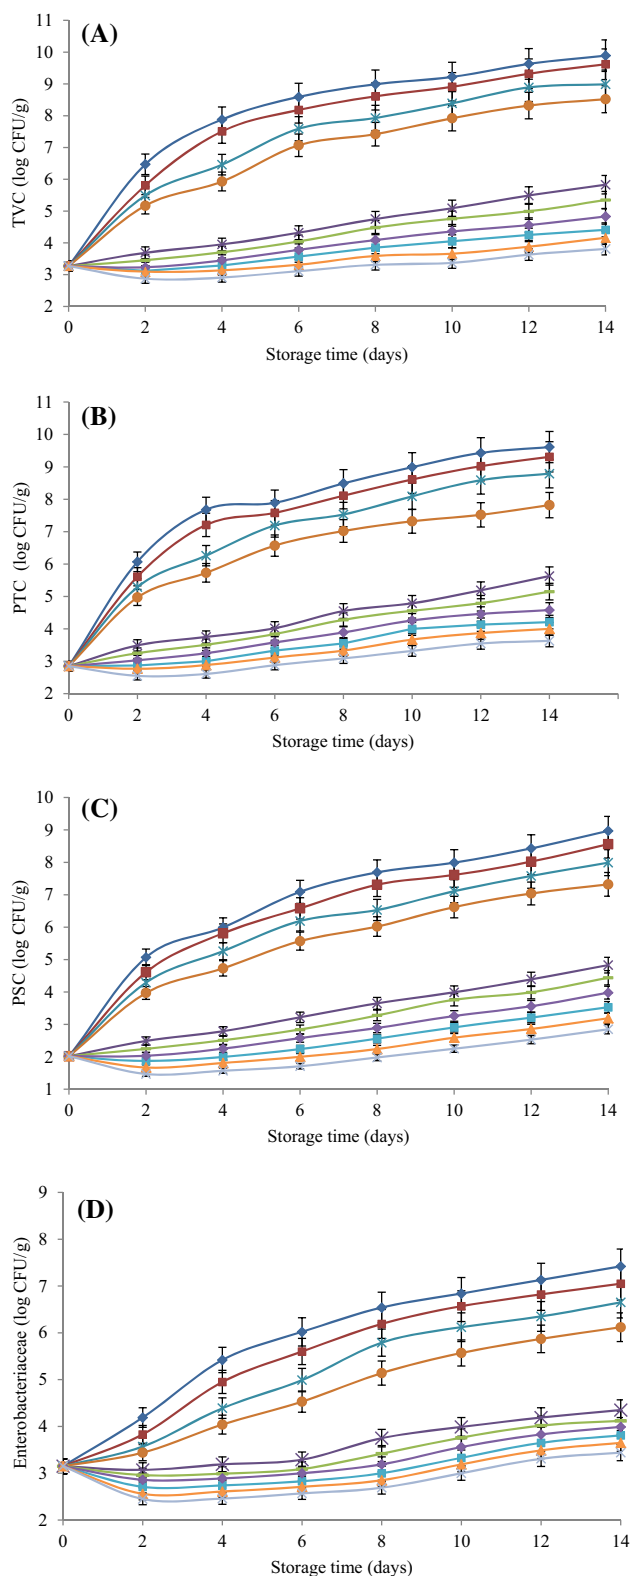 (A)
11
10
9
8
7
6
5
4
3
2
TVC (log CFU/g)
0 2 4 6 8 10 12 14
Storage time (days)
(B)
11
10
9
8
7
6
5
4
3
2
PTC (log CFU/g)
0 2 4 6 8 10 12 14
Storage time (days)
(C)
10
9
8
7
6
5
4
3
2
1
PSC (log CFU/g)
0 2 4 6 8 10 12 14
Storage time (days)
(D)
9
8
7
6
5
4
3
2
Enterobacteriaceae (log CFU/g)
0 2 4 6 8 10 12 14
Storage time (days)